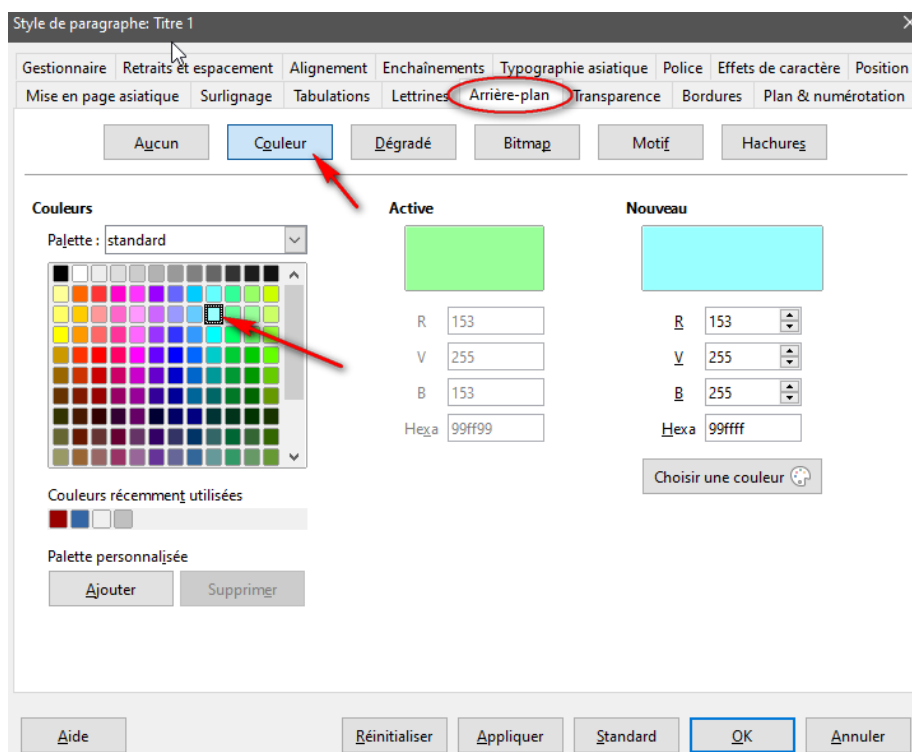 Style de paragraphe: Titre 1
Gestionnaire Retraits et espacement Alignement Enchaînements Typographie asiatique Police Effets de caractère Position
Mise en page asiatique Surlignage Tabulations Lettrines Arrière-plan Transparence Bordures Plan & numérotation
Aucun Couleur Dégradé Bitmap Motif Hachures
Couleurs Active Nouveau
Palette : standard
R 153 R 153
V 255 V 255
B 153 B 255
Hexa 99ff99 Hexa 99ffff
Choisir une couleur
Couleurs récemment utilisées
Palette personnalisée
Ajouter Supprimer
Aide Réinitialiser Appliquer Standard OK Annuler